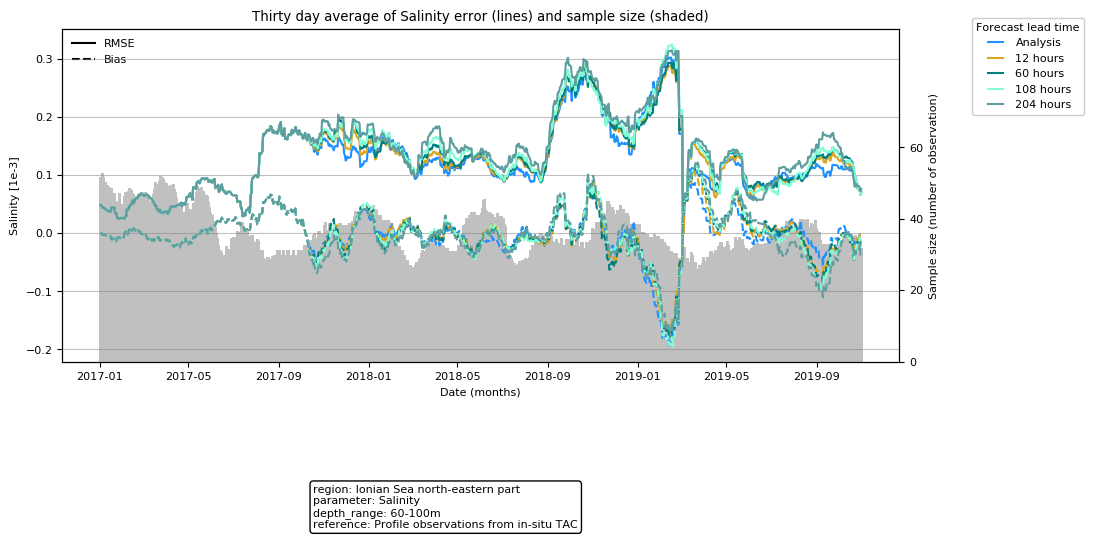 Thirty day average of Salinity error (lines) and sample size (shaded)
RMSE
Bias
Forecast lead time
Analysis
12 hours
60 hours
108 hours
204 hours
Salinity [1e-3]
0.3
0.2
0.1
0.0
−0.1
−0.2
Sample size (number of observation)
60
40
20
0
2017-01
2017-05
2017-09
2018-01
2018-05
2018-09
2019-01
2019-05
2019-09
Date (months)
region: Ionian Sea north-eastern part
parameter: Salinity
depth_range: 60-100m
reference: Profile observations from in-situ TAC